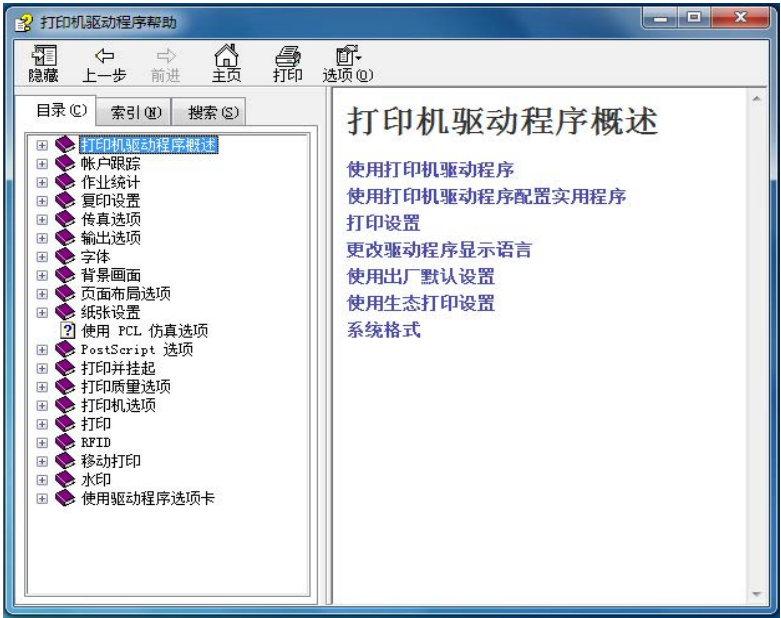 打印机驱动程序帮助
隐藏 上一步 前进 主页 打印 选项(O)
目录(C) 索引(N) 搜索(S)
打印机驱动程序概述
帐户跟踪
作业统计
复印设置
传真选项
输出选项
字体
背景画面
页面布局选项
纸张设置
使用 PCL 仿真选项
PostScript 选项
打印并挂起
打印质量选项
打印机选项
打印
RFID
移动打印
水印
使用驱动程序选项卡
打印机驱动程序概述
使用打印机驱动程序
使用打印机驱动程序配置实用程序
打印设置
更改驱动程序显示语言
使用出厂默认设置
使用生态打印设置
系统格式